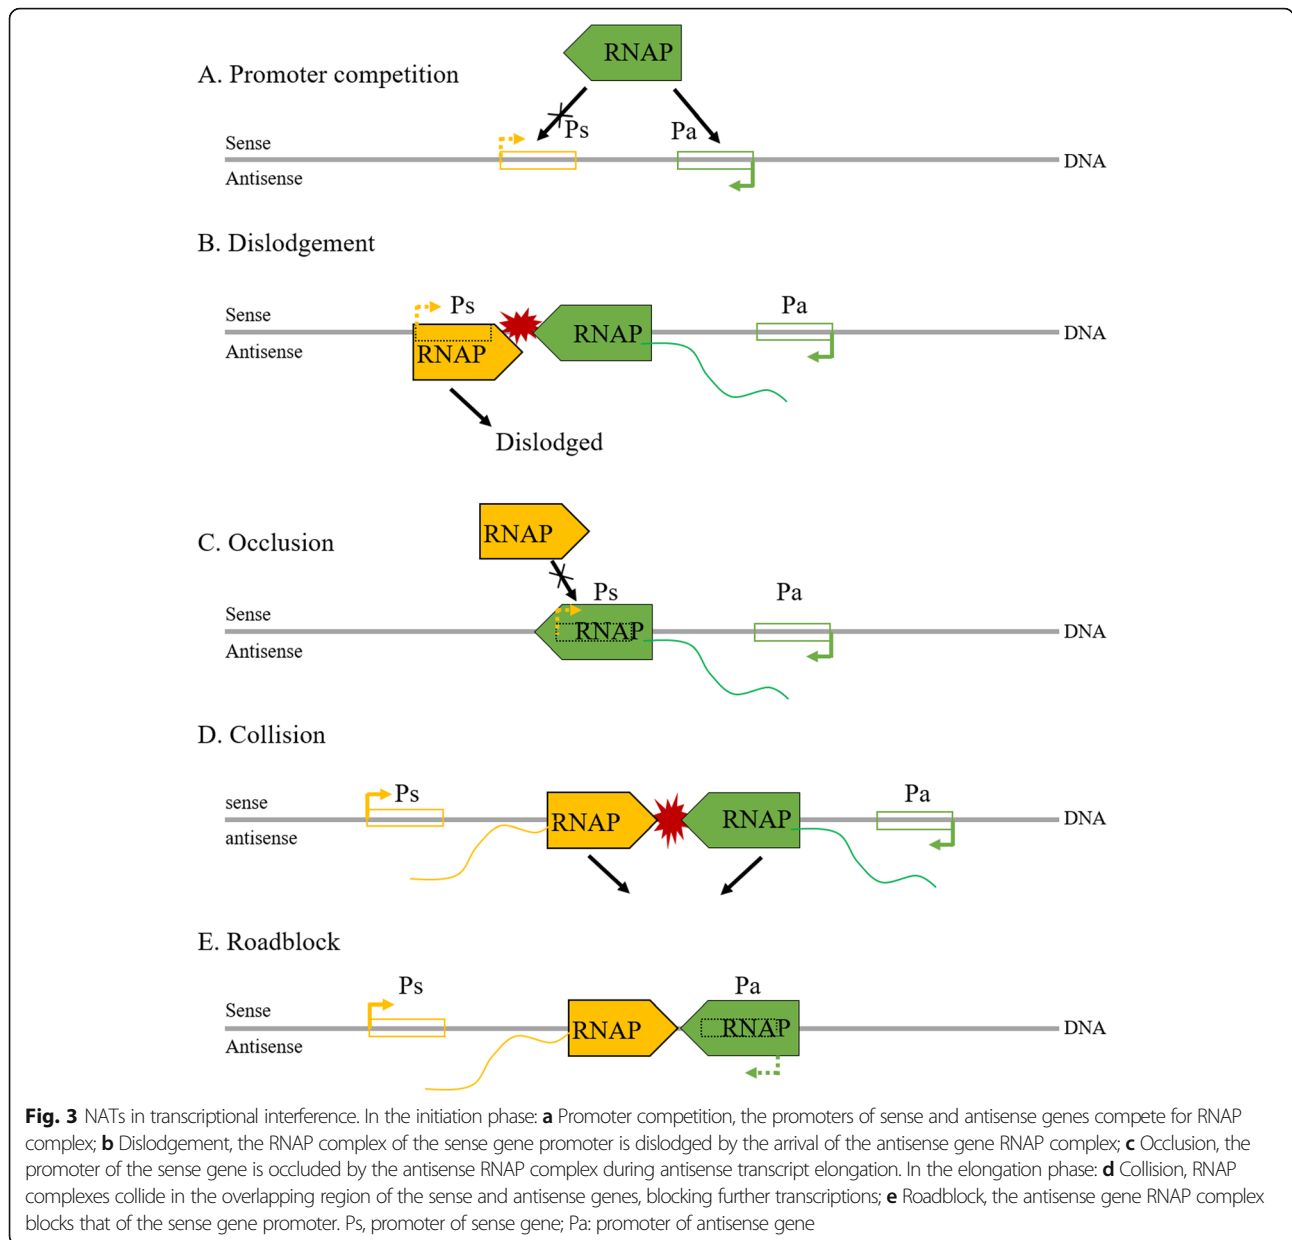 RNAP
A. Promoter competition
Ps
Pa
Sense
DNA
Antisense
B. Dislodgement
Ps
Pa
Sense
RNAP
DNA
Antisense
RNAP
Dislodged
RNAP
C. Occlusion
Ps
Pa
Sense
RNAP
DNA
Antisense
D. Collision
Ps
Pa
sense
RNAP
RNAP
DNA
antisense
E. Roadblock
Ps
Pa
Sense
RNAP
RNAP
DNA
Antisense
Fig. 3 NATs in transcriptional interference. In the initiation phase: a Promoter competition, the promoters of sense and antisense genes compete for RNAP
complex; b Dislodgement, the RNAP complex of the sense gene promoter is dislodged by the arrival of the antisense gene RNAP complex; c Occlusion, the
promoter of the sense gene is occluded by the antisense RNAP complex during antisense transcript elongation. In the elongation phase: d Collision, RNAP
complexes collide in the overlapping region of the sense and antisense genes, blocking further transcriptions; e Roadblock, the antisense gene RNAP complex
blocks that of the sense gene promoter. Ps, promoter of sense gene; Pa: promoter of antisense gene